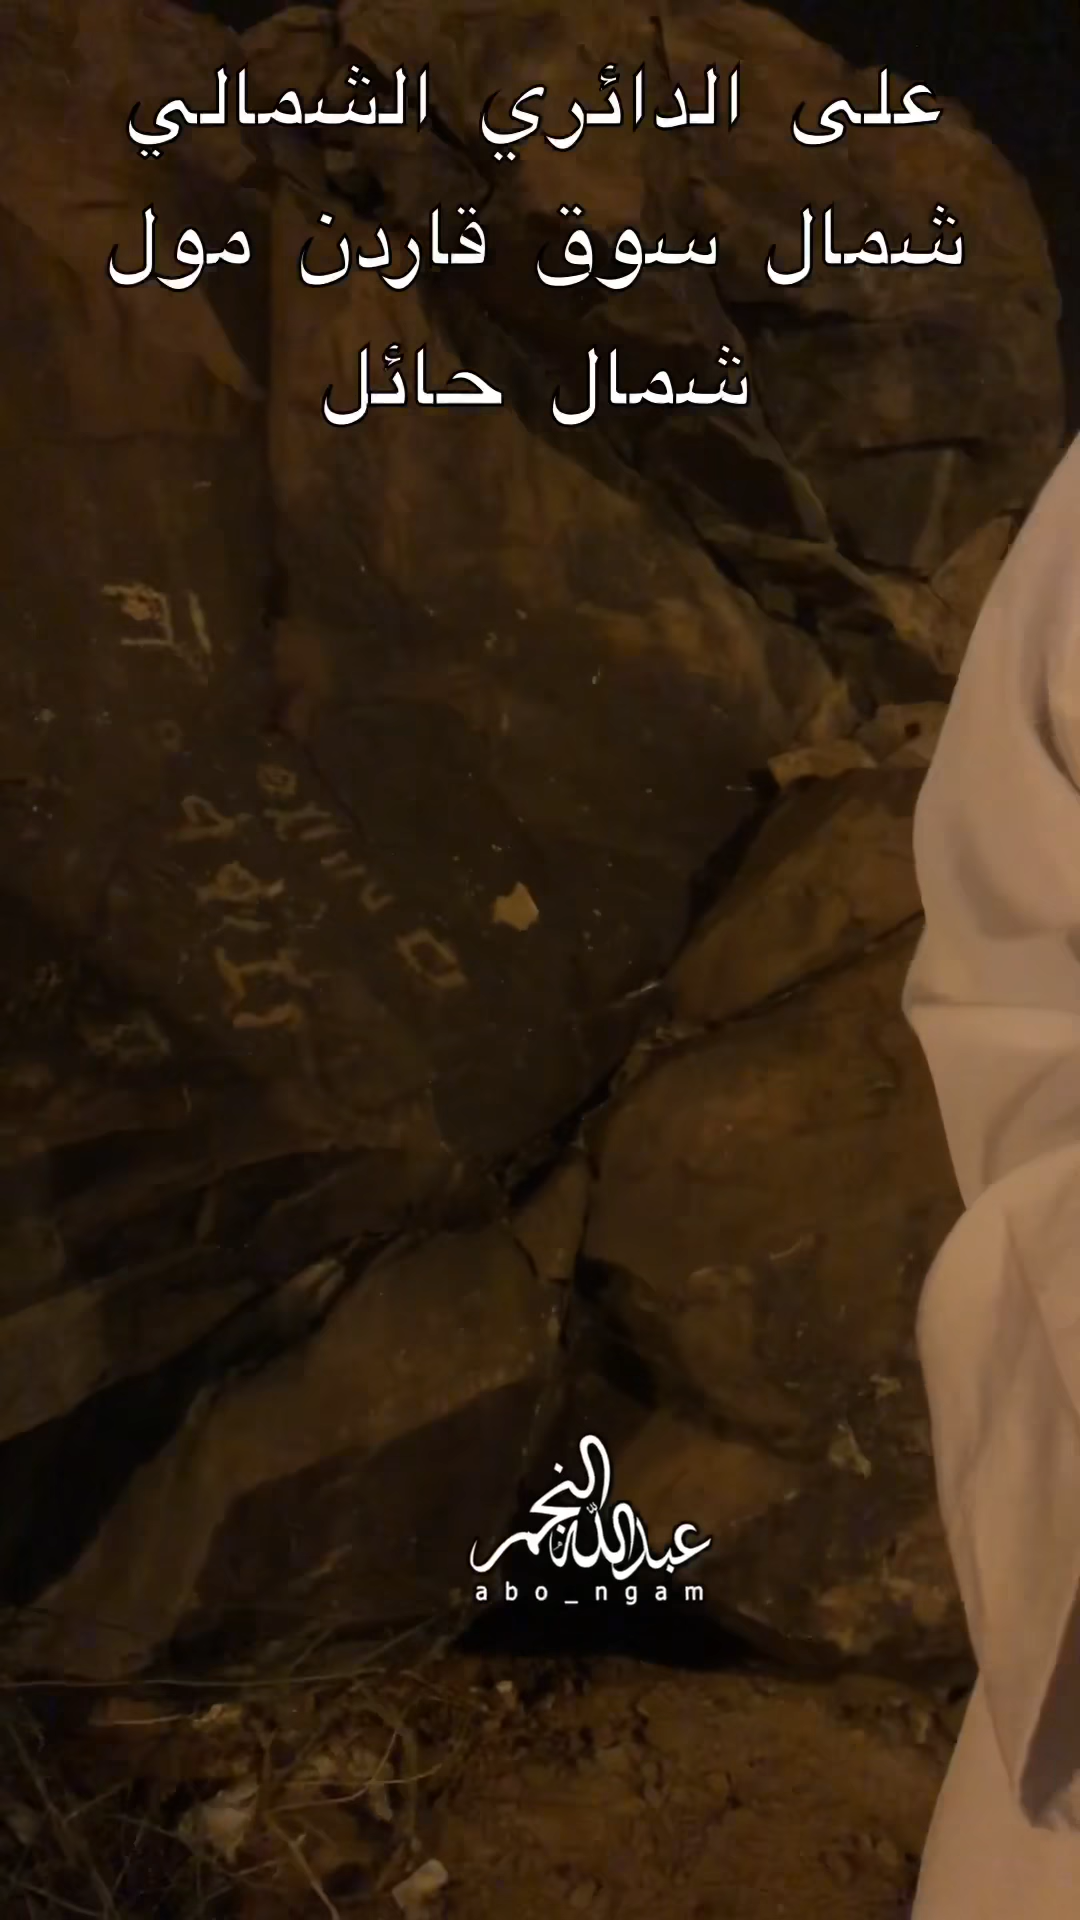 على الدائري الشمالي
شمال سوق قاردن مول
شمال حائل
عبدالله النجم
abo_ngam